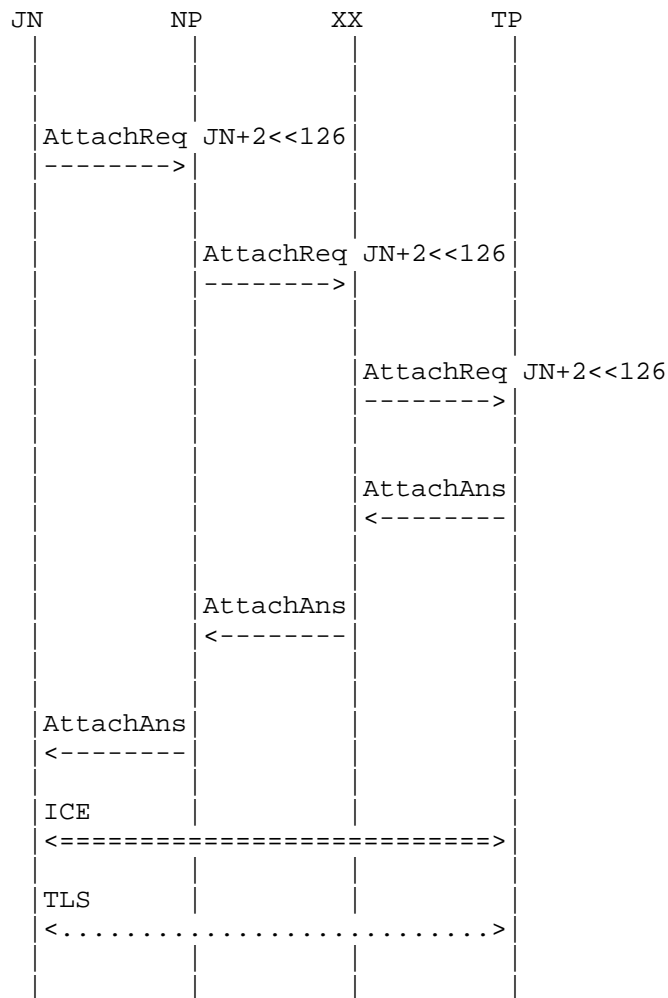 JN NP XX TP
AttachReq JN+2<<126
-------->
AttachReq JN+2<<126
-------->
AttachReq JN+2<<126
-------->
AttachAns
<--------
AttachAns
<--------
AttachAns
<--------
ICE
<===========================>
TLS
<...........................>